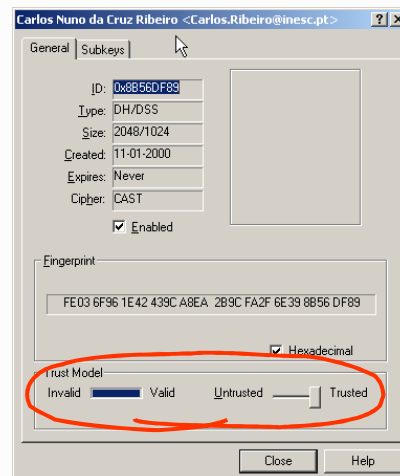 Carlos Nuno da Cruz Ribeiro <Carlos.Ribeiro@inesc.pt>
General Subkeys
ID: 0x8B56DF89
Type: DH/DSS
Size: 2048/1024
Created: 11-01-2000
Expires: Never
Cipher: CAST
Enabled
Fingerprint
FE03 6F96 1E42 439C A8EA 2B9C FA2F 6E39 8B56 DF89
Hexadecimal
Trust Model
Invalid Valid Untrusted Trusted
Close Help